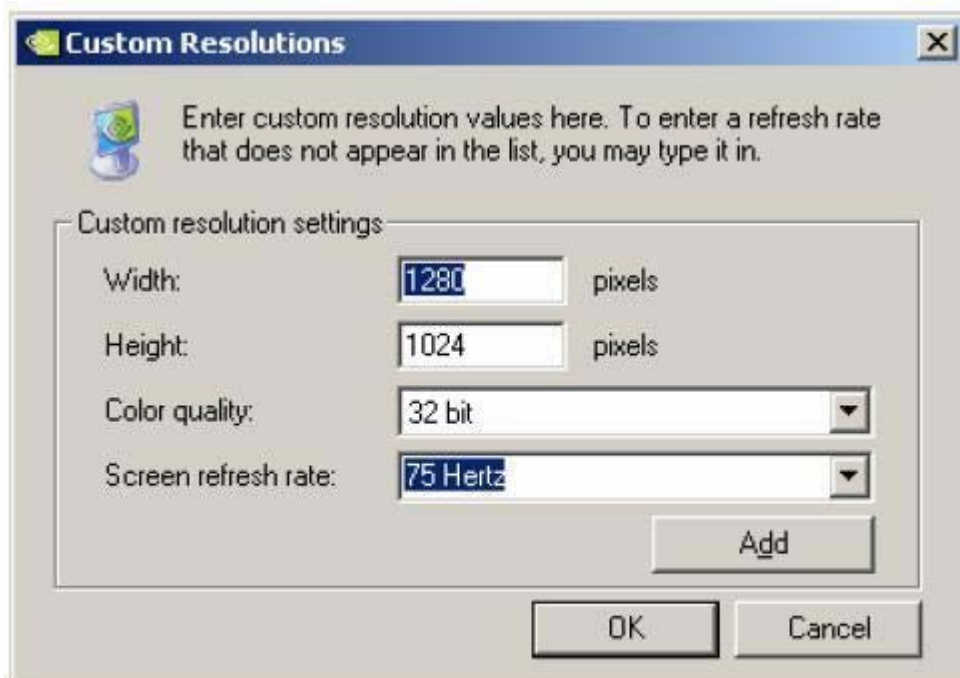 Custom Resolutions
Enter custom resolution values here. To enter a refresh rate
that does not appear in the list, you may type it in.
Custom resolution settings
Width: 1280 pixels
Height: 1024 pixels
Color quality: 32 bit
Screen refresh rate: 75 Hertz
Add
OK Cancel